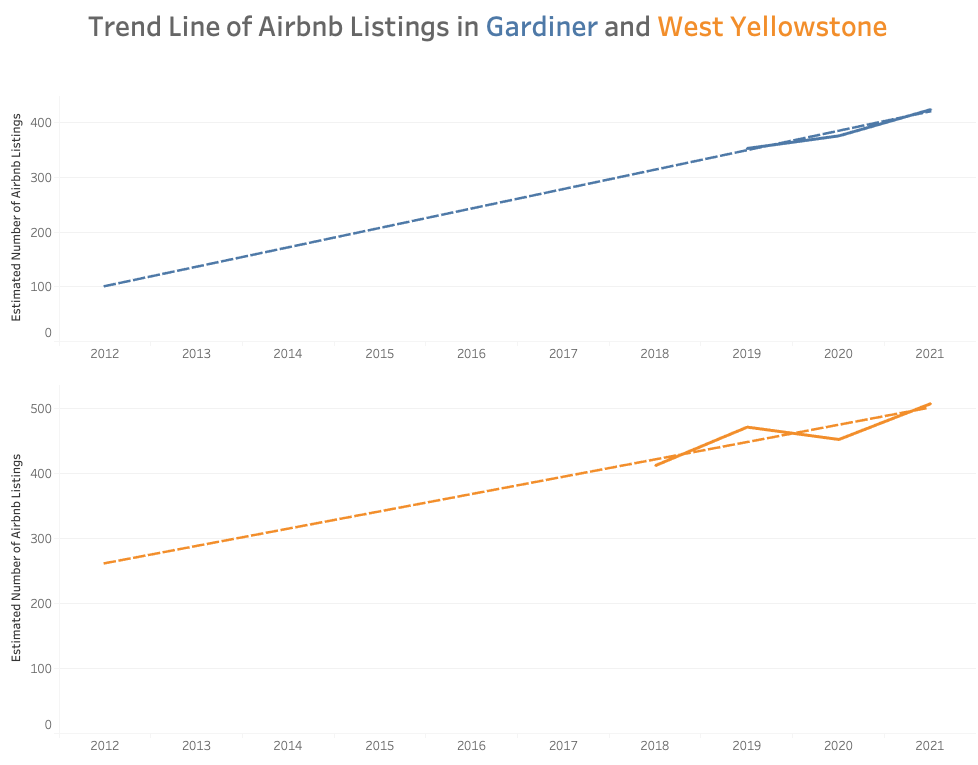 Trend Line of Airbnb Listings in Gardiner and West Yellowstone
Estimated Number of Airbnb Listings
400
300
200
100
0
2012 2013 2014 2015 2016 2017 2018 2019 2020 2021
Estimated Number of Airbnb Listings
500
400
300
200
100
0
2012 2013 2014 2015 2016 2017 2018 2019 2020 2021